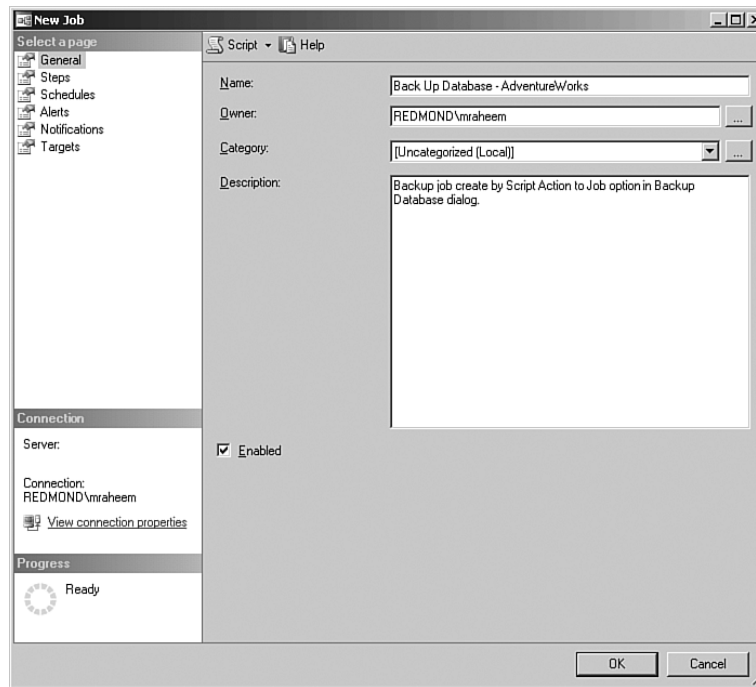 New Job
Select a page
General
Steps
Schedules
Alerts
Notifications
Targets
Connection
Server:
Connection:
REDMOND\mraheem
View connection properties
Progress
Ready
Script
Help
Name:
Back Up Database - AdventureWorks
Owner:
REDMOND\mraheem
...
Category:
[Uncategorized (Local)]
...
Description:
Backup job create by Script Action to Job option in Backup
Database dialog.
Enabled
OK
Cancel